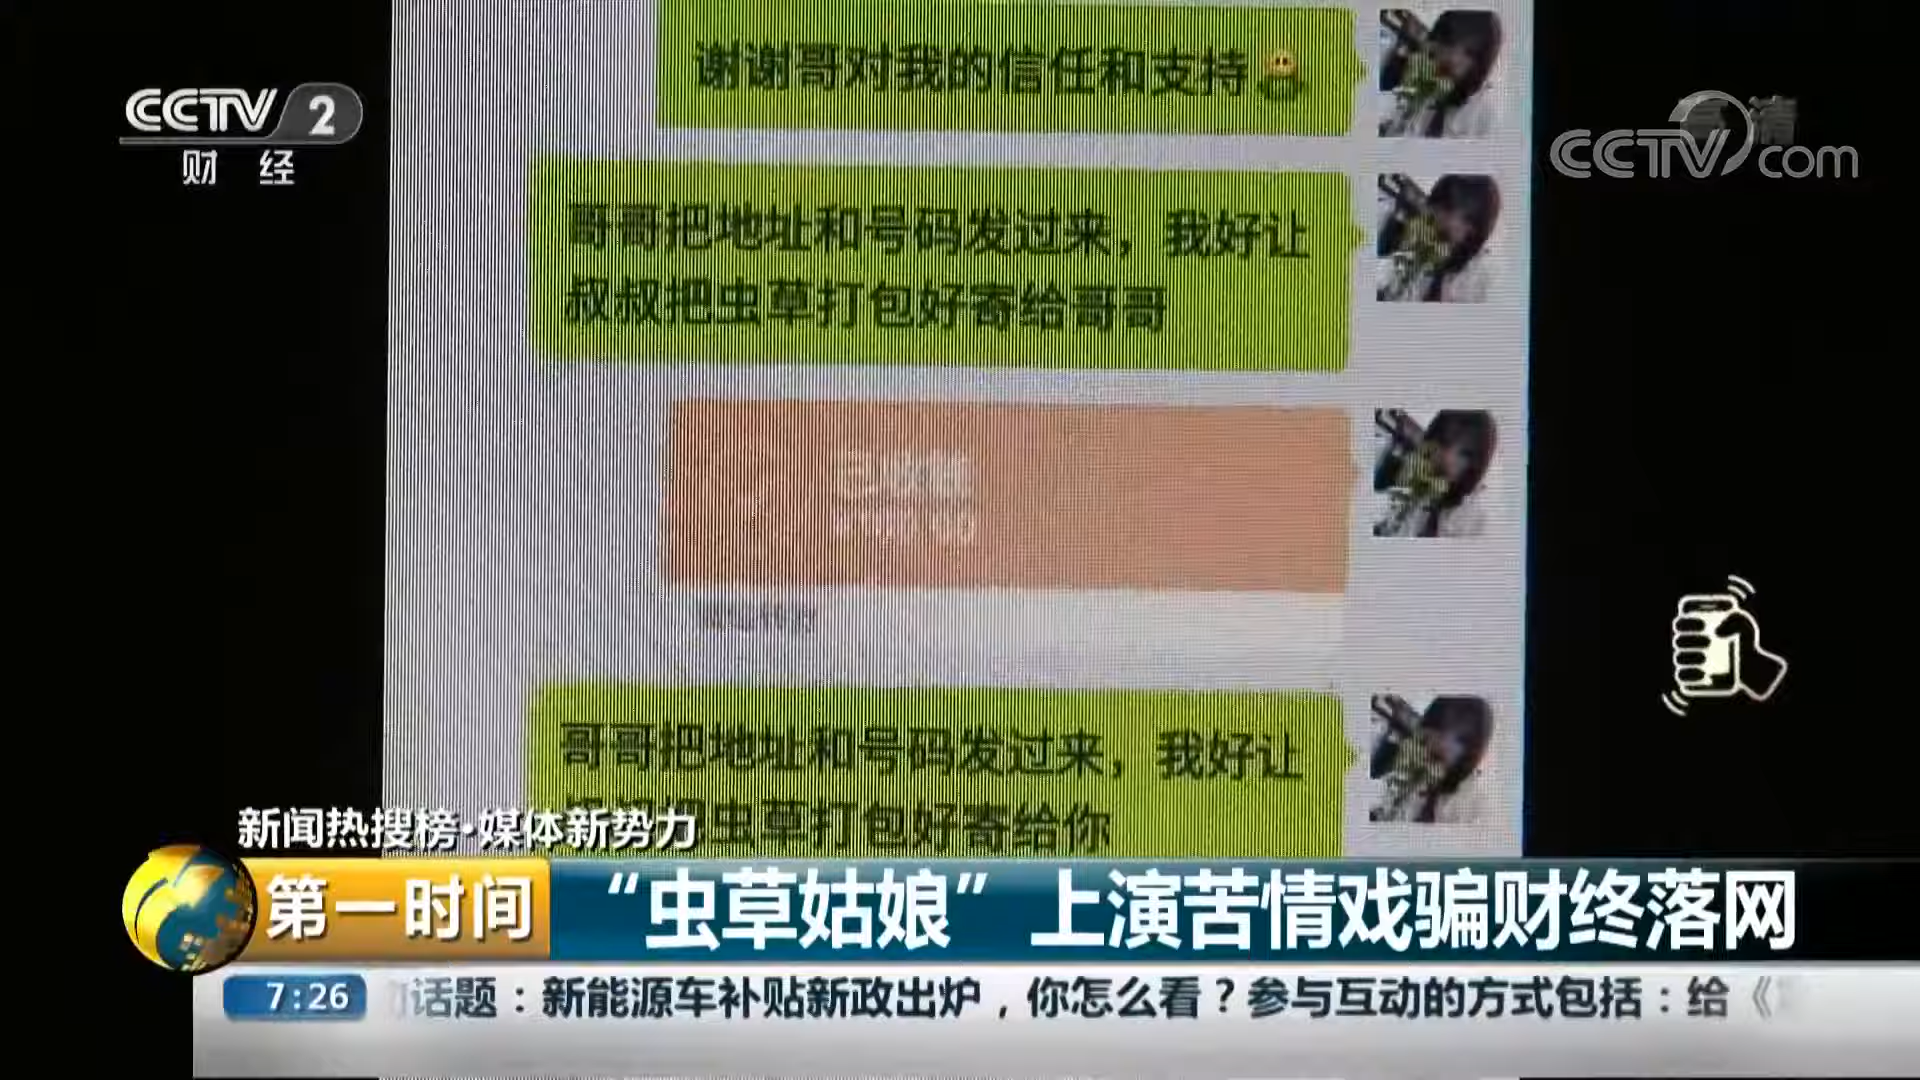 谢谢哥对我的信任和支持
CCTV 2
财 经
CCTV.com
高清
哥哥把地址和号码发过来，我好让
叔叔把虫草打包好寄给哥哥
哥哥把地址和号码发过来，我好让
叔叔把虫草打包好寄给你
新闻热搜榜·媒体新势力
第一时间
“虫草姑娘”上演苦情戏骗财终落网
7:26
话题：新能源车补贴新政出炉，你怎么看？参与互动的方式包括：给《